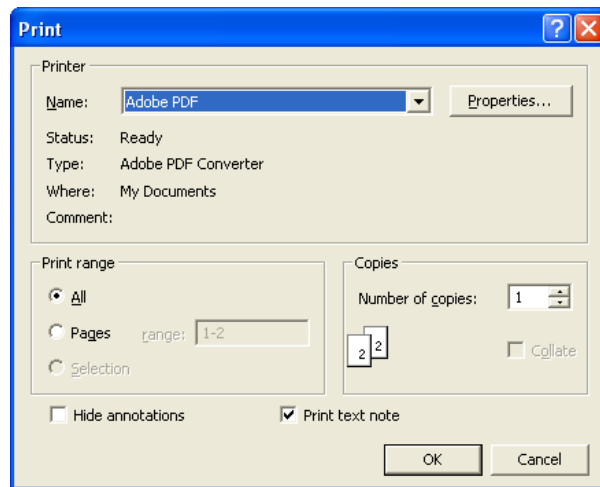 Print
Printer
Name: Adobe PDF Properties...
Status: Ready
Type: Adobe PDF Converter
Where: My Documents
Comment:
Print range
All
Pages range: 1-2
Selection
Copies
Number of copies: 1
2 2
Collate
Hide annotations Print text note
OK Cancel